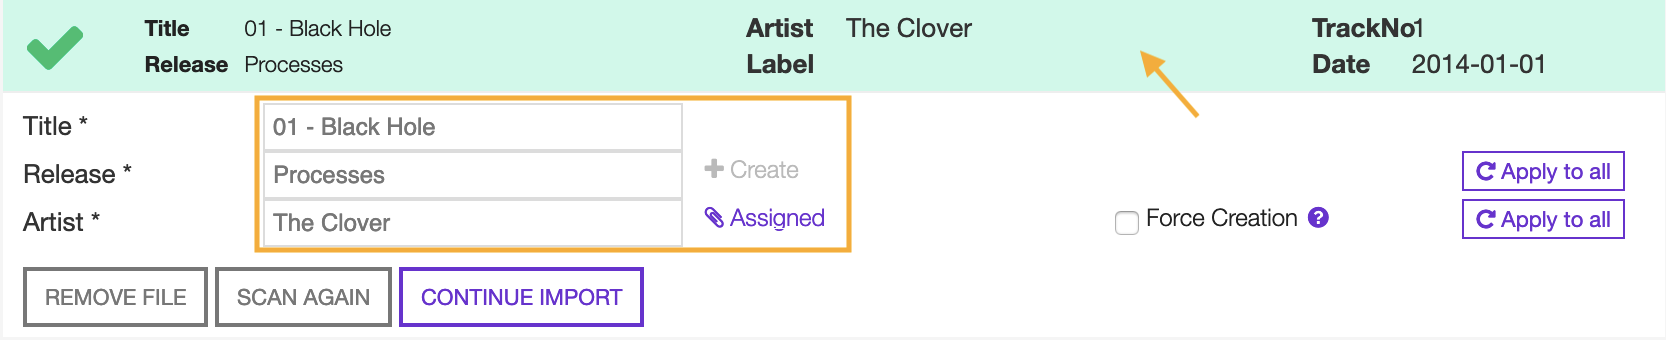 Title 01 - Black Hole Artist The Clover TrackNo1
Release Processes Label Date 2014-01-01
Title * 01 - Black Hole
Release * Processes Create Apply to all
Artist * The Clover Assigned Force Creation ? Apply to all
REMOVE FILE SCAN AGAIN CONTINUE IMPORT